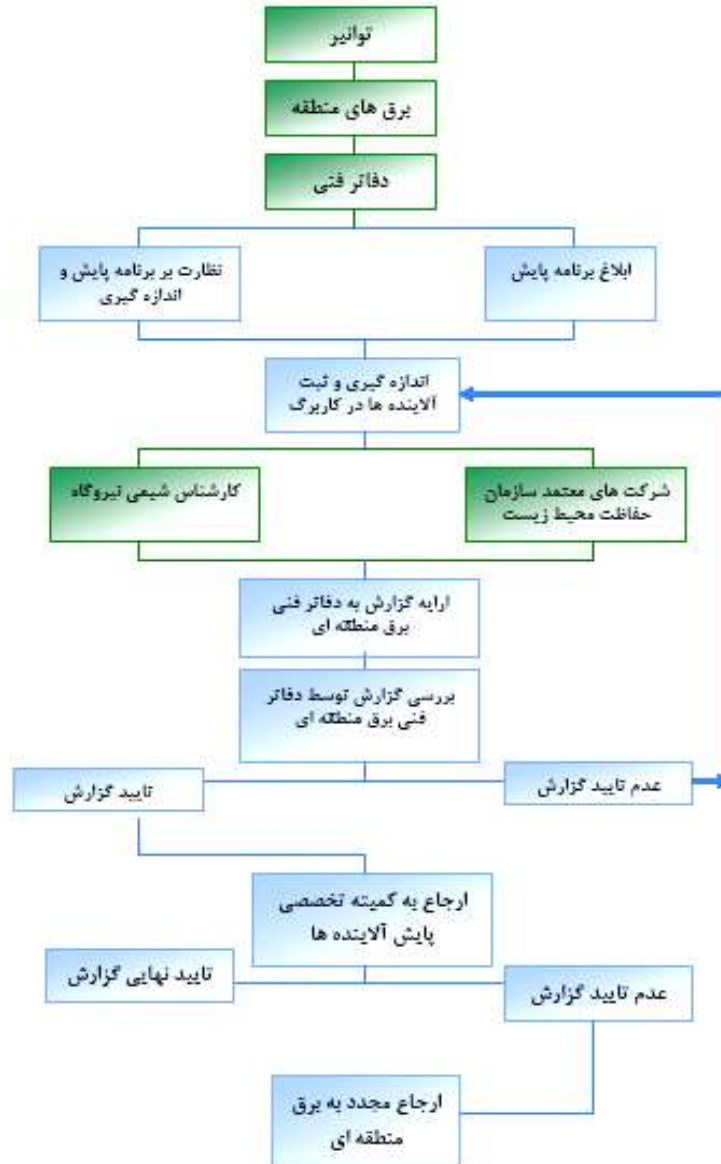 توانیر
برق های منطقه
دفاتر فنی
ابلاغ برنامه پایش
نظارت بر برنامه پایش و
اندازه گیری
اندازه گیری و ثبت
آلاینده ها در کاربرگ
شرکت های معتمد سازمان
حفاظت محیط زیست
کارشناس شیمی نیروگاه
ارایه گزارش به دفاتر فنی
برق منطقه ای
بررسی گزارش توسط دفاتر
فنی برق منطقه ای
عدم تایید گزارش
تایید گزارش
ارجاع به کمیته تخصصی
پایش آلاینده ها
عدم تایید گزارش
تایید نهایی گزارش
ارجاع مجدد به برق
منطقه ای